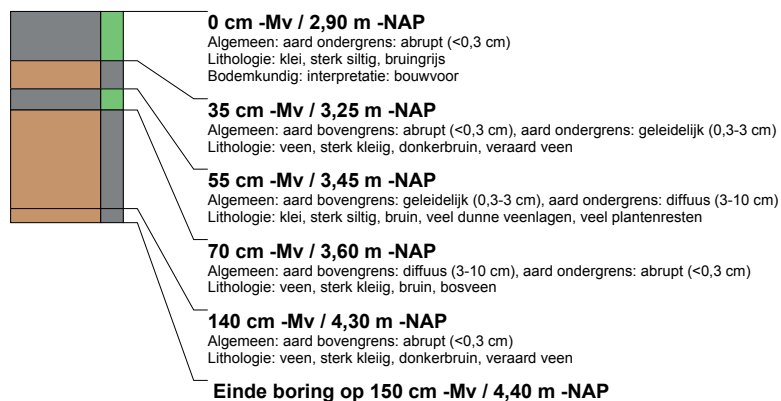 0 cm -Mv / 2,90 m -NAP
Algemeen: aard ondergrens: abrupt (<0,3 cm)
Lithologie: klei, sterk siltig, bruingrijs
Bodemkundig: interpretatie: bouwvoor
35 cm -Mv / 3,25 m -NAP
Algemeen: aard bovengrens: abrupt (<0,3 cm), aard ondergrens: geleidelijk (0,3-3 cm)
Lithologie: veen, sterk kleiig, donkerbruin, veraard veen
55 cm -Mv / 3,45 m -NAP
Algemeen: aard bovengrens: geleidelijk (0,3-3 cm), aard ondergrens: diffuus (3-10 cm)
Lithologie: klei, sterk siltig, bruin, veel dunne veenlagen, veel plantenresten
70 cm -Mv / 3,60 m -NAP
Algemeen: aard bovengrens: diffuus (3-10 cm), aard ondergrens: abrupt (<0,3 cm)
Lithologie: veen, sterk kleiig, bruin, bosveen
140 cm -Mv / 4,30 m -NAP
Algemeen: aard bovengrens: abrupt (<0,3 cm)
Lithologie: veen, sterk kleiig, donkerbruin, veraard veen
Einde boring op 150 cm -Mv / 4,40 m -NAP